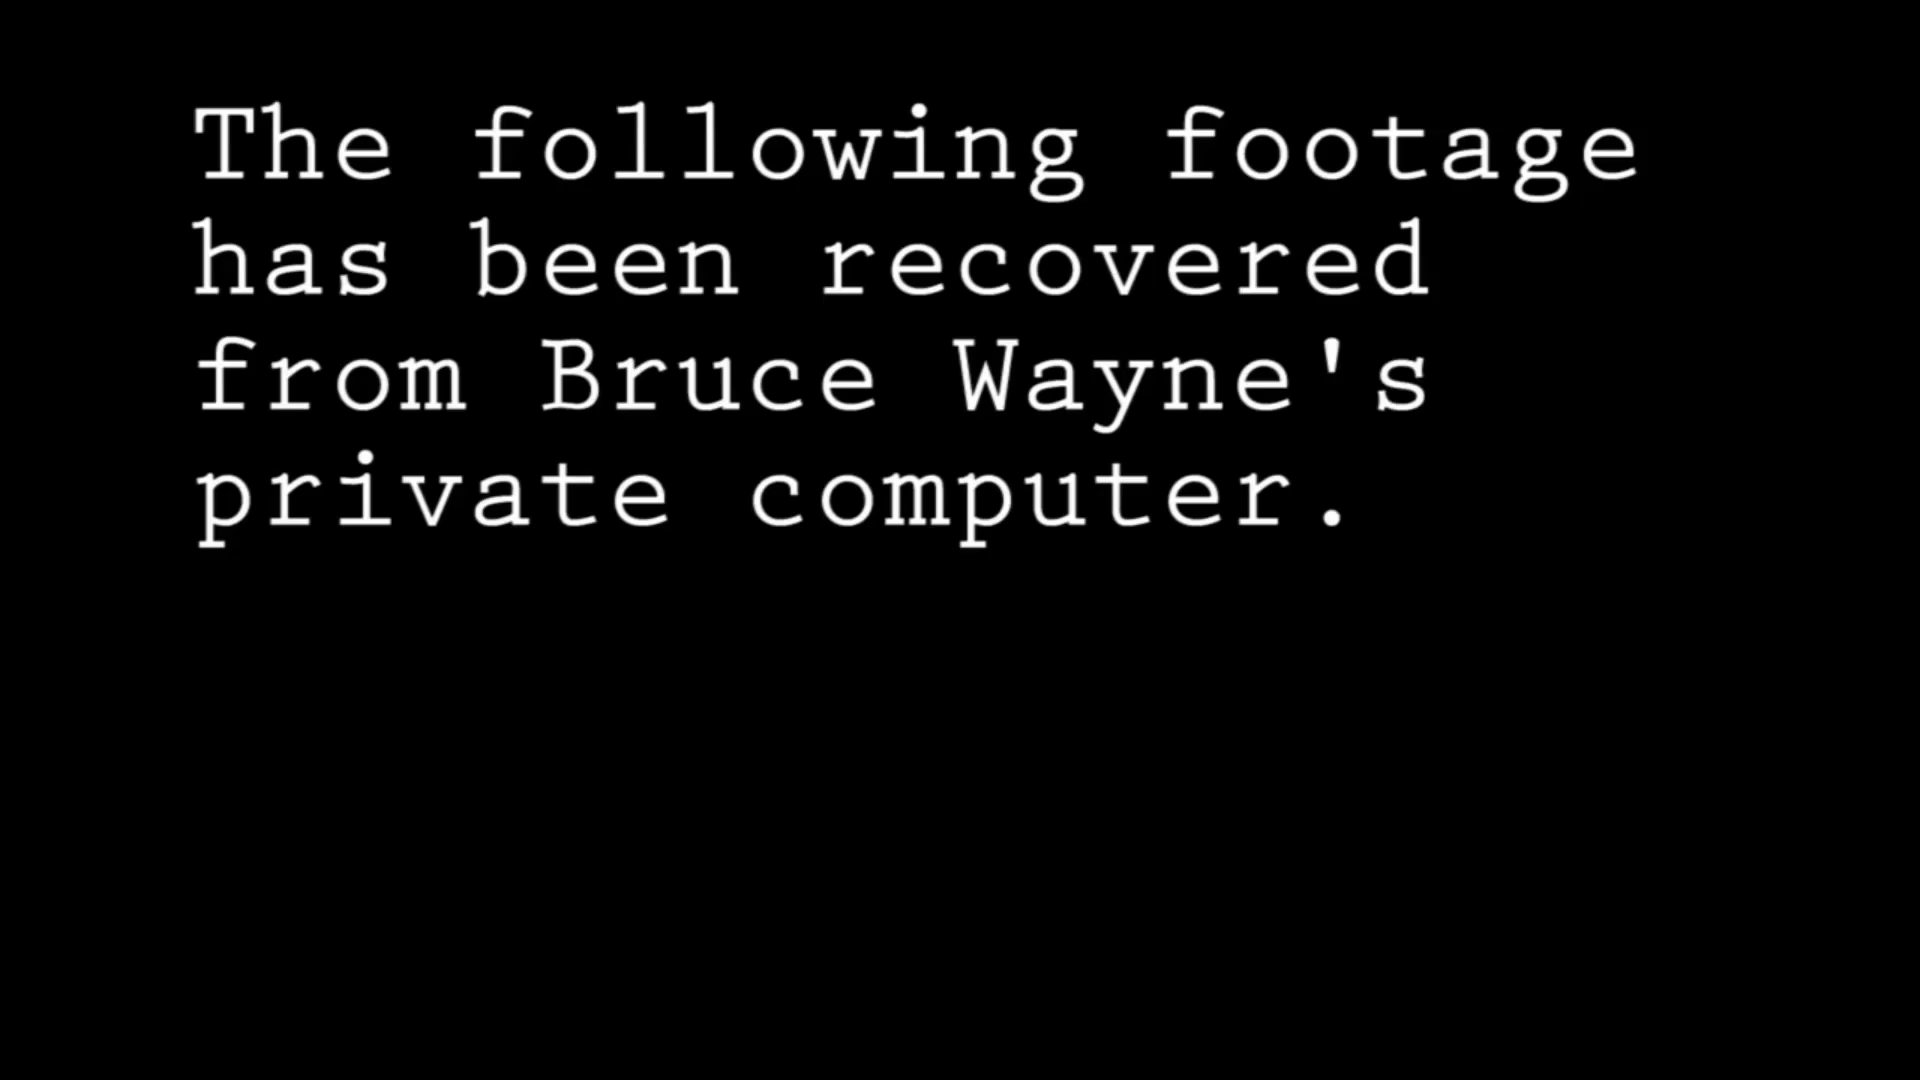 The following footage
has been recovered
from Bruce Wayne's
private computer.